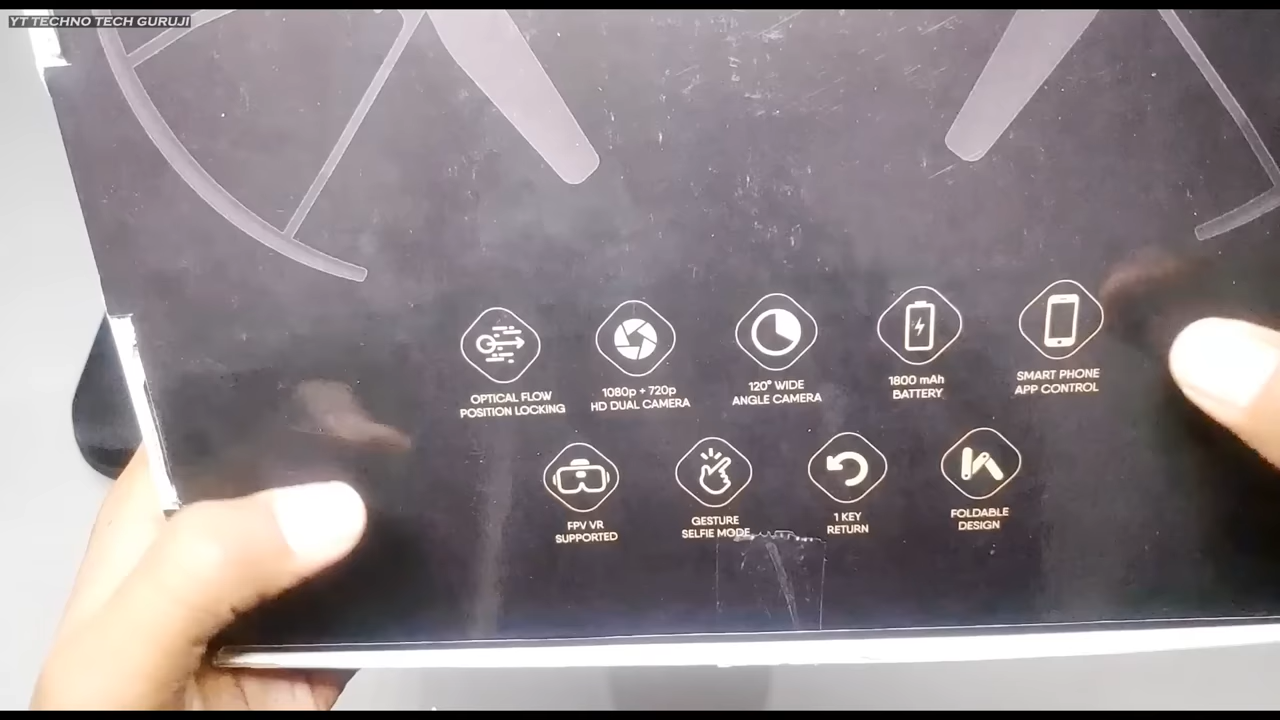 YT TECHNO TECH GURUJI
OPTICAL FLOW
POSITION LOCKING
1080p + 720p
HD DUAL CAMERA
120° WIDE
ANGLE CAMERA
1800 mAh
BATTERY
SMART PHONE
APP CONTROL
FPV VR
SUPPORTED
GESTURE
SELFIE MODE
1 KEY
RETURN
FOLDABLE
DESIGN